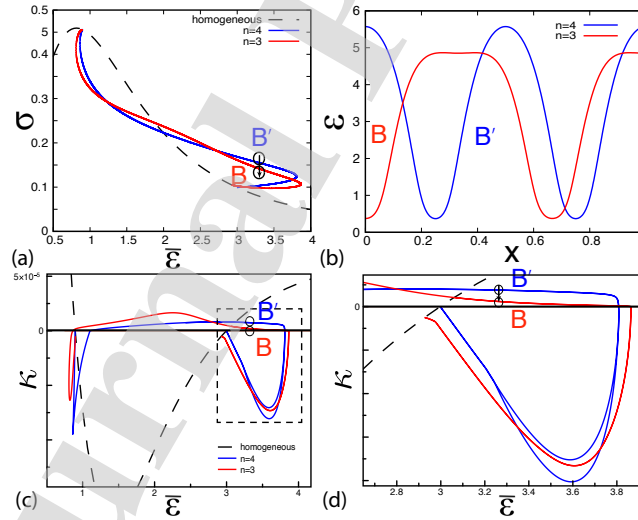 homogeneous
n=4
n=3
σ
5
0.4
0.3
0.2
0.1
0
0.5
1
1.5
2
2.5
3
3.5
4
B′
B
(a)
ε̅
n=4
n=3
ε
6
5
4
3
2
1
0
0
0.2
0.4
0.6
0.8
B
B′
(b)
x
5×10⁻⁶
0
κ
B′
B
homogeneous
n=4
n=3
1
2
3
4
(c)
ε̅
κ
B′
B
2.8
3
3.2
3.4
3.6
3.8
(d)
ε̅
urnal P